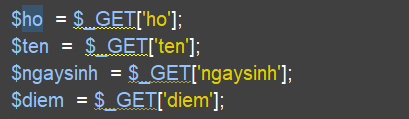 $ho = $_GET['ho'];
$ten = $_GET['ten'];
$ngaysinh = $_GET['ngaysinh'];
$diem = $_GET['diem'];